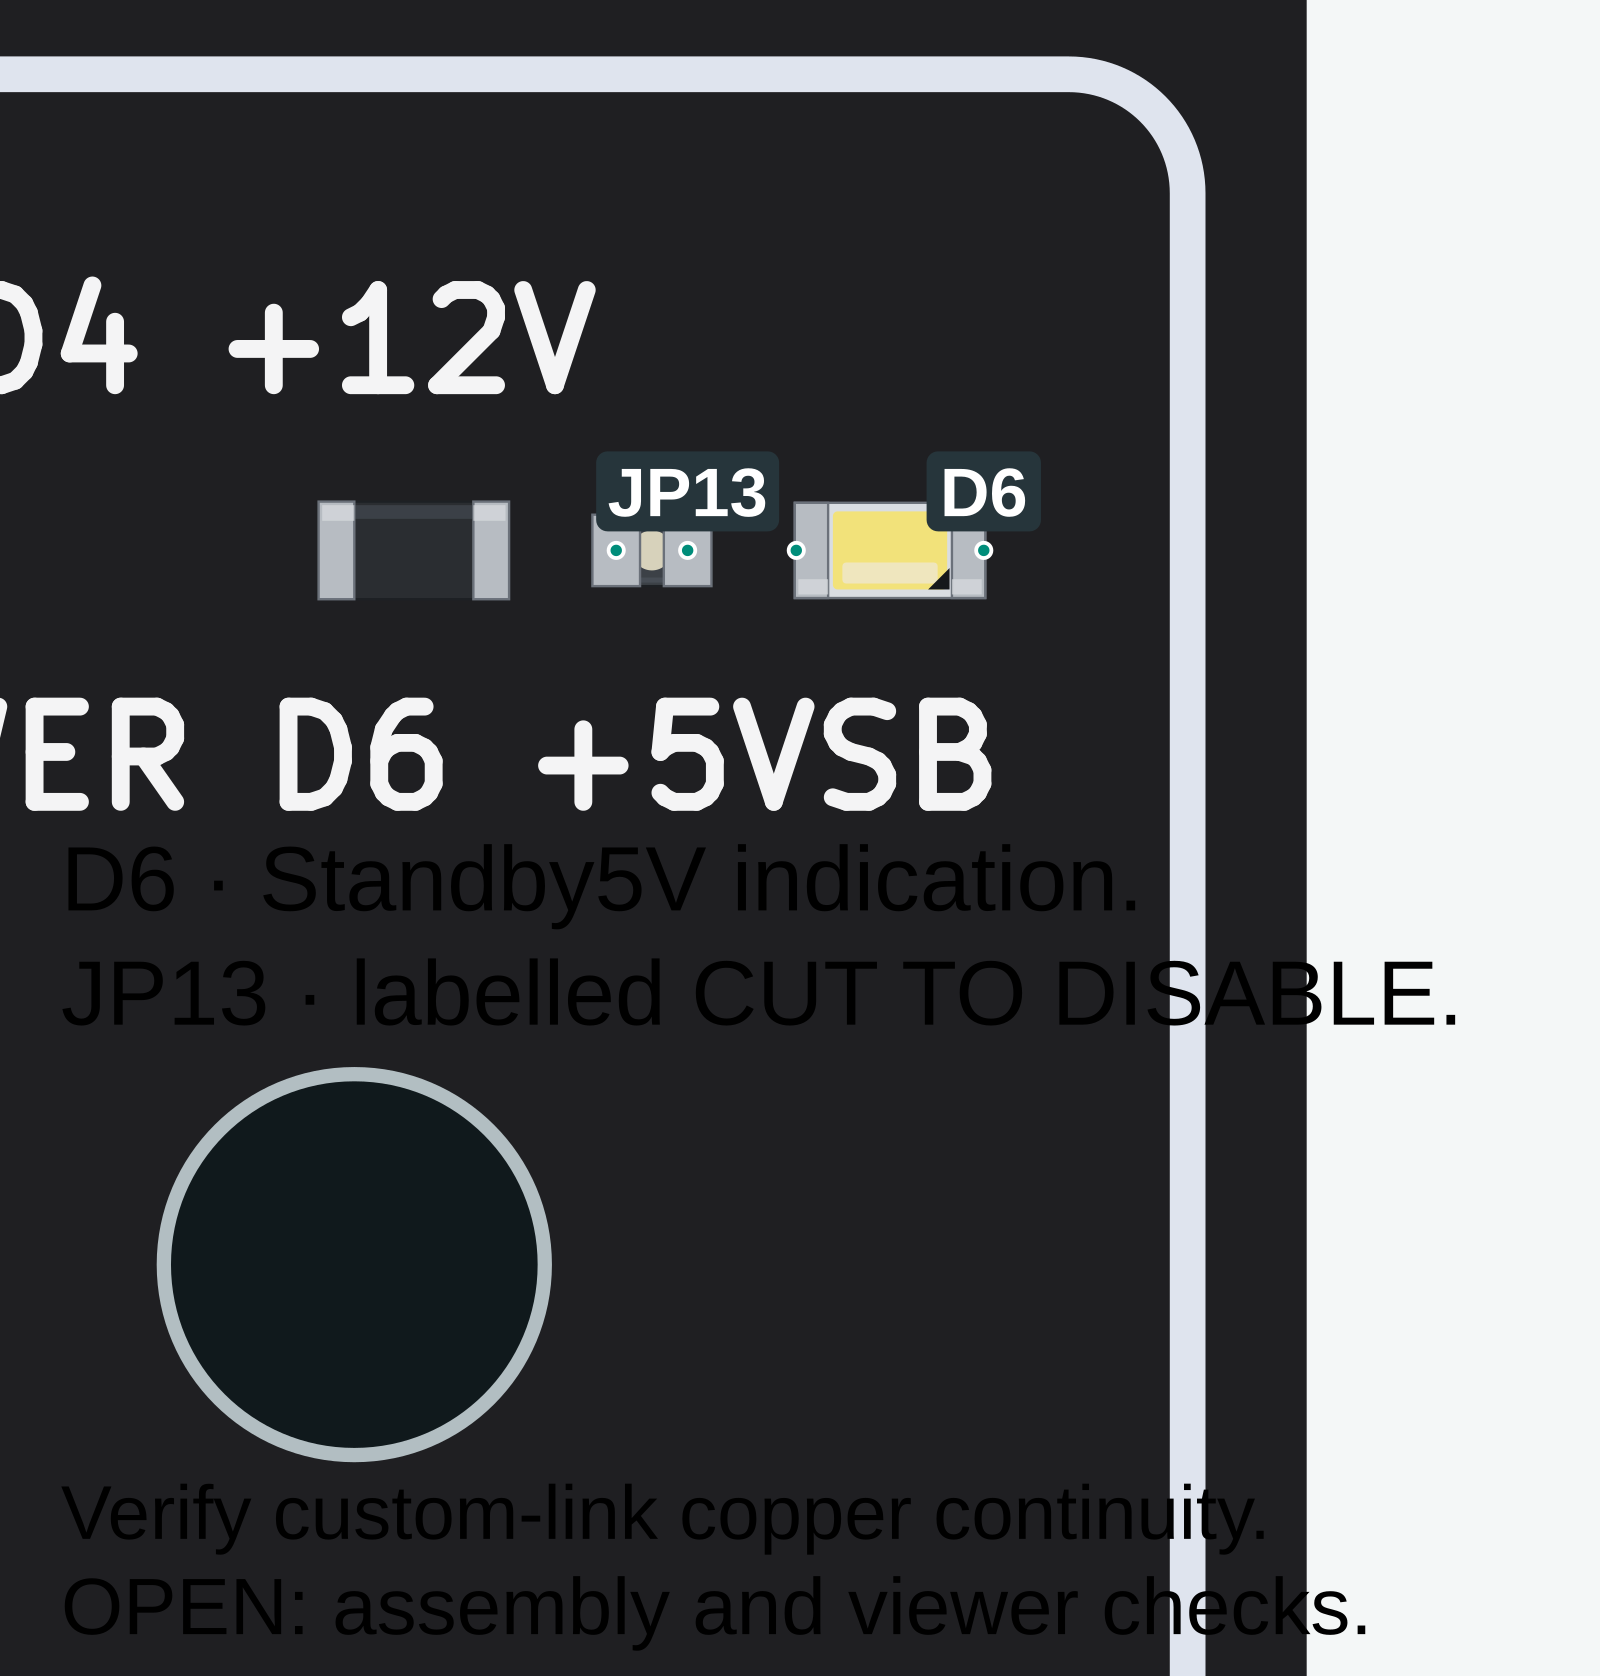 D4 +12V
JP13 D6
ER D6 +5VSB
D6 · Standby5V indication.
JP13 · labelled CUT TO DISABLE.
Verify custom-link copper continuity.
OPEN: assembly and viewer checks.